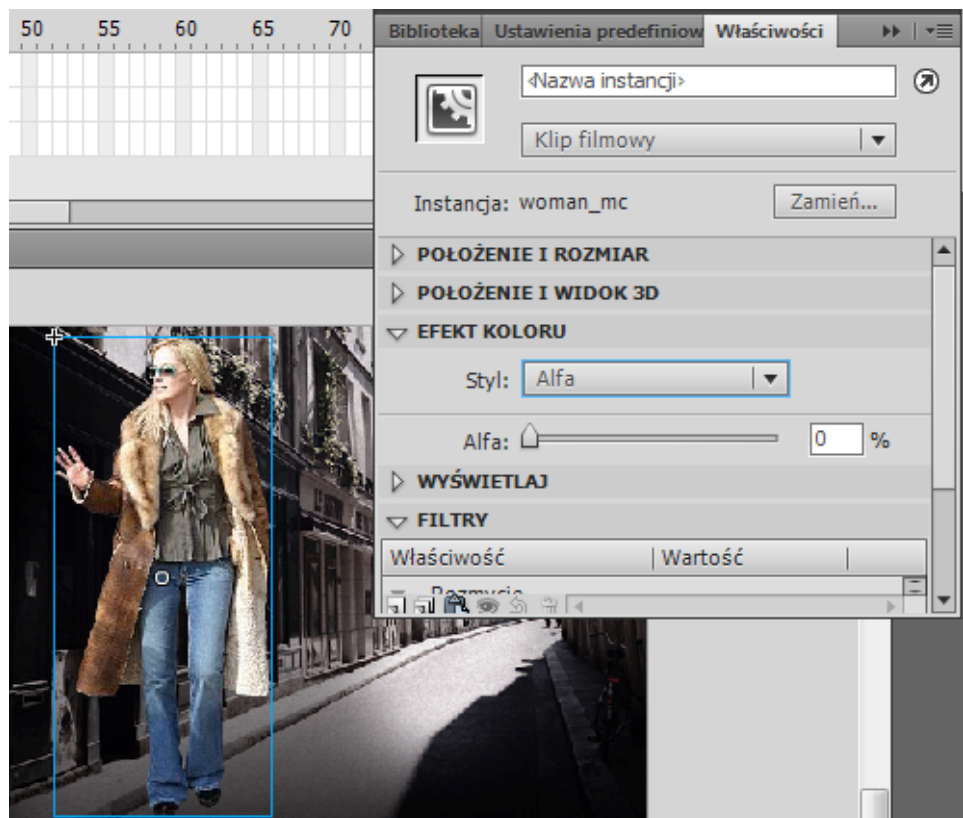 50 55 60 65 70
Biblioteka Ustawienia predefiniow Właściwości
<Nazwa instancji>
Klip filmowy
Instancja: woman_mc Zamień...
POŁOŻENIE I ROZMIAR
POŁOŻENIE I WIDOK 3D
EFEKT KOLORU
Styl: Alfa
Alfa: 0 %
WYŚWIETLAJ
FILTRY
Właściwość Wartość
Rozmycie